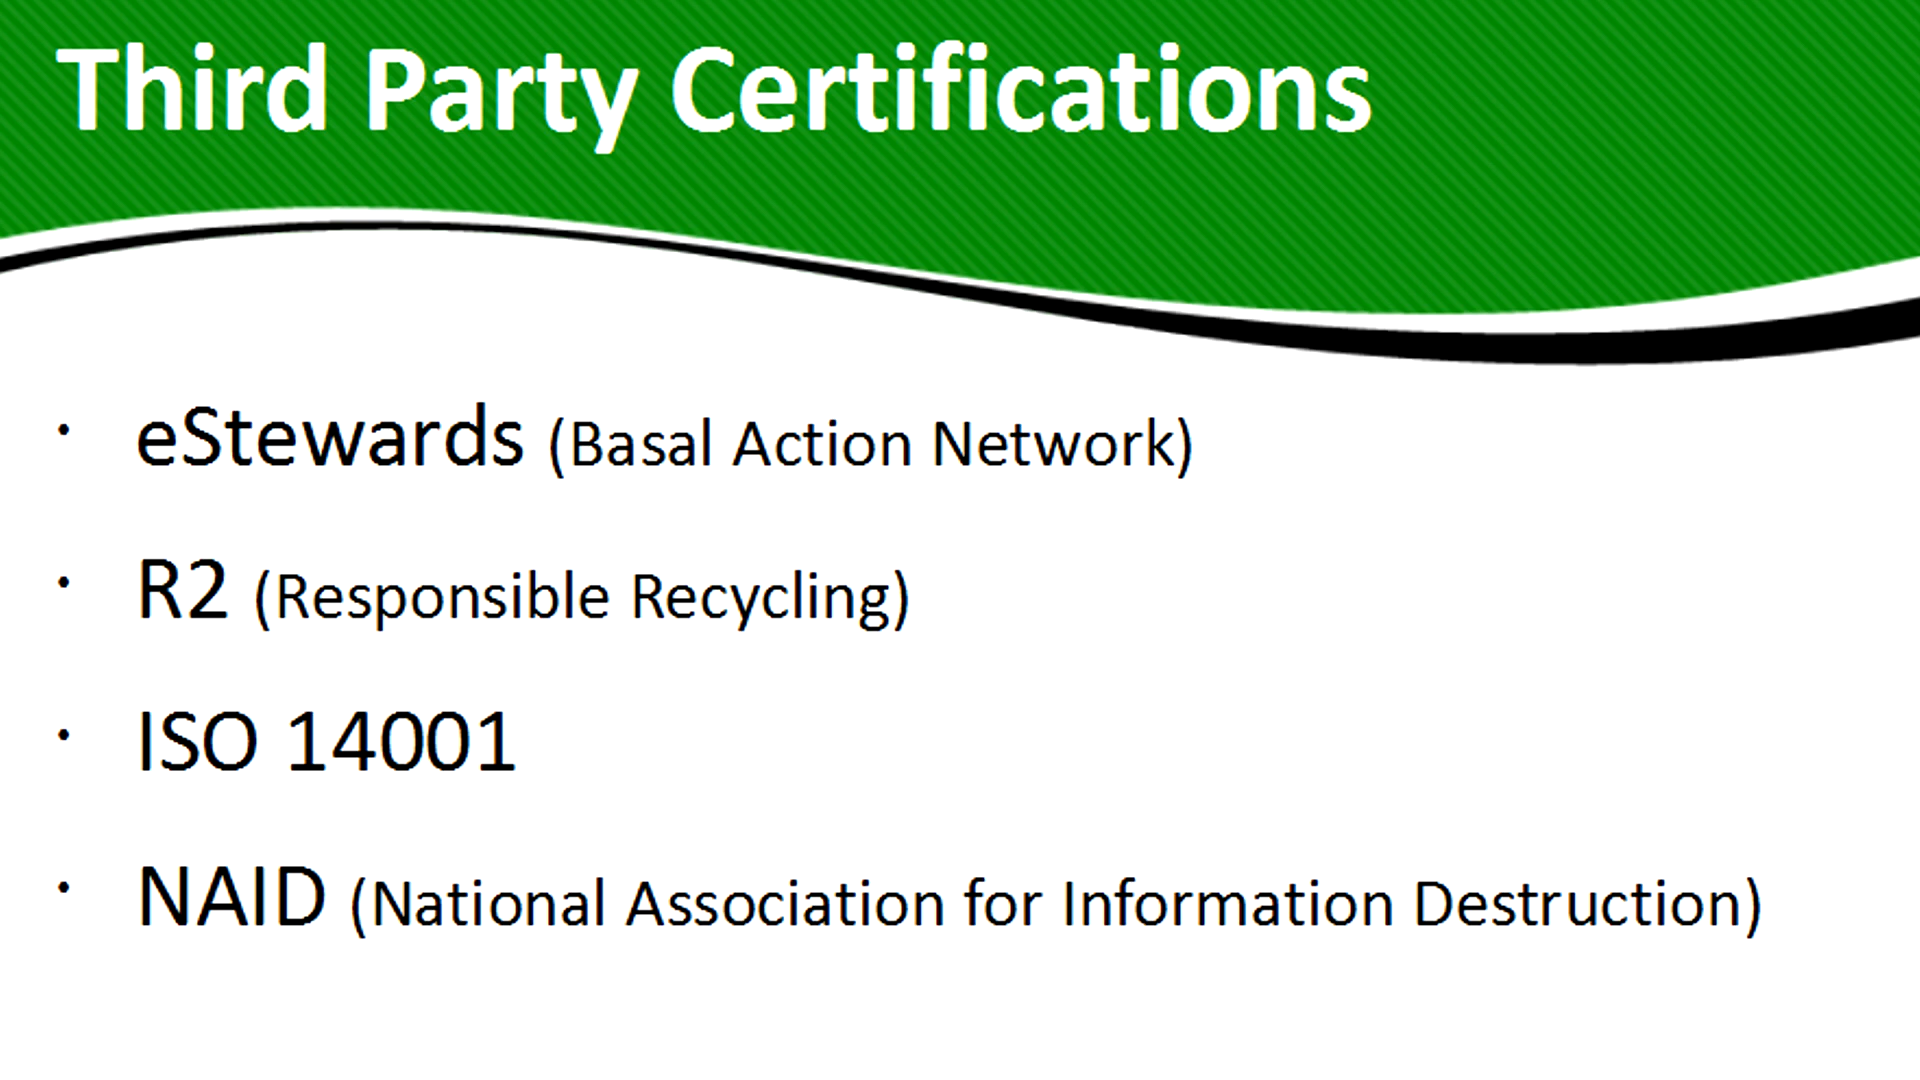 Third Party Certifications
· eStewards (Basal Action Network)
· R2 (Responsible Recycling)
· ISO 14001
· NAID (National Association for Information Destruction)